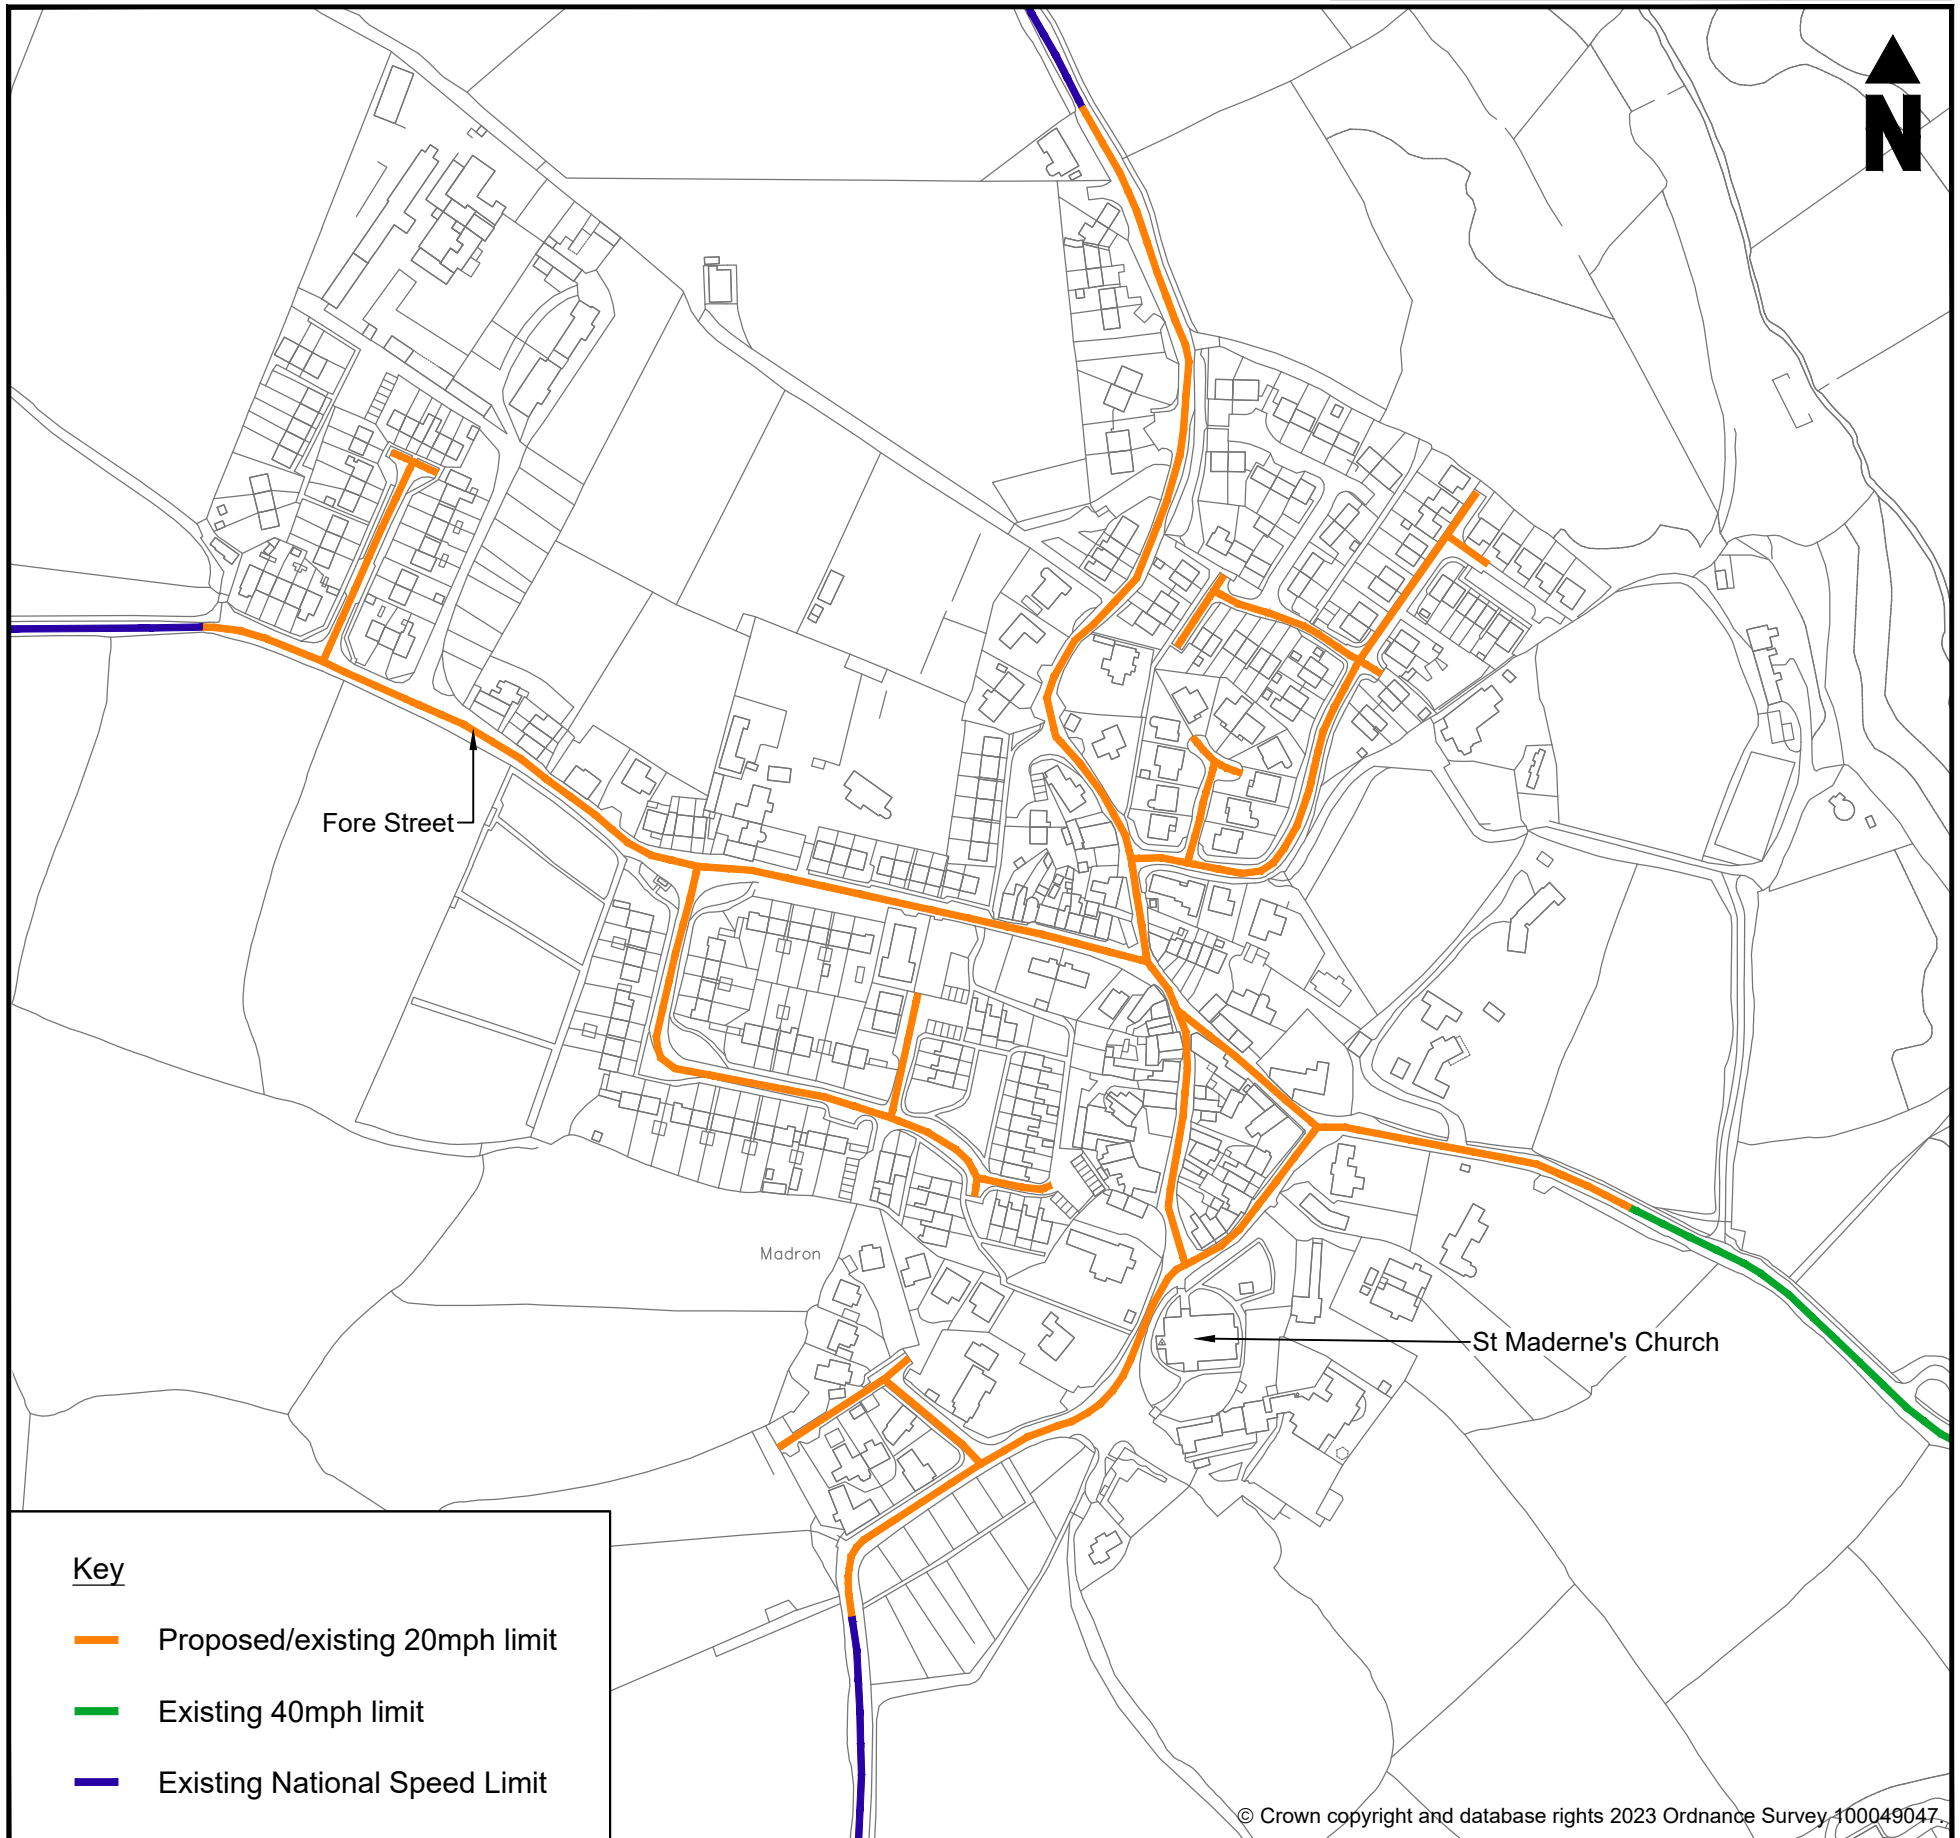 N
Fore Street
Madron
St Maderne's Church
Key
Proposed/existing 20mph limit
Existing 40mph limit
Existing National Speed Limit
© Crown copyright and database rights 2023 Ordnance Survey 100049047.